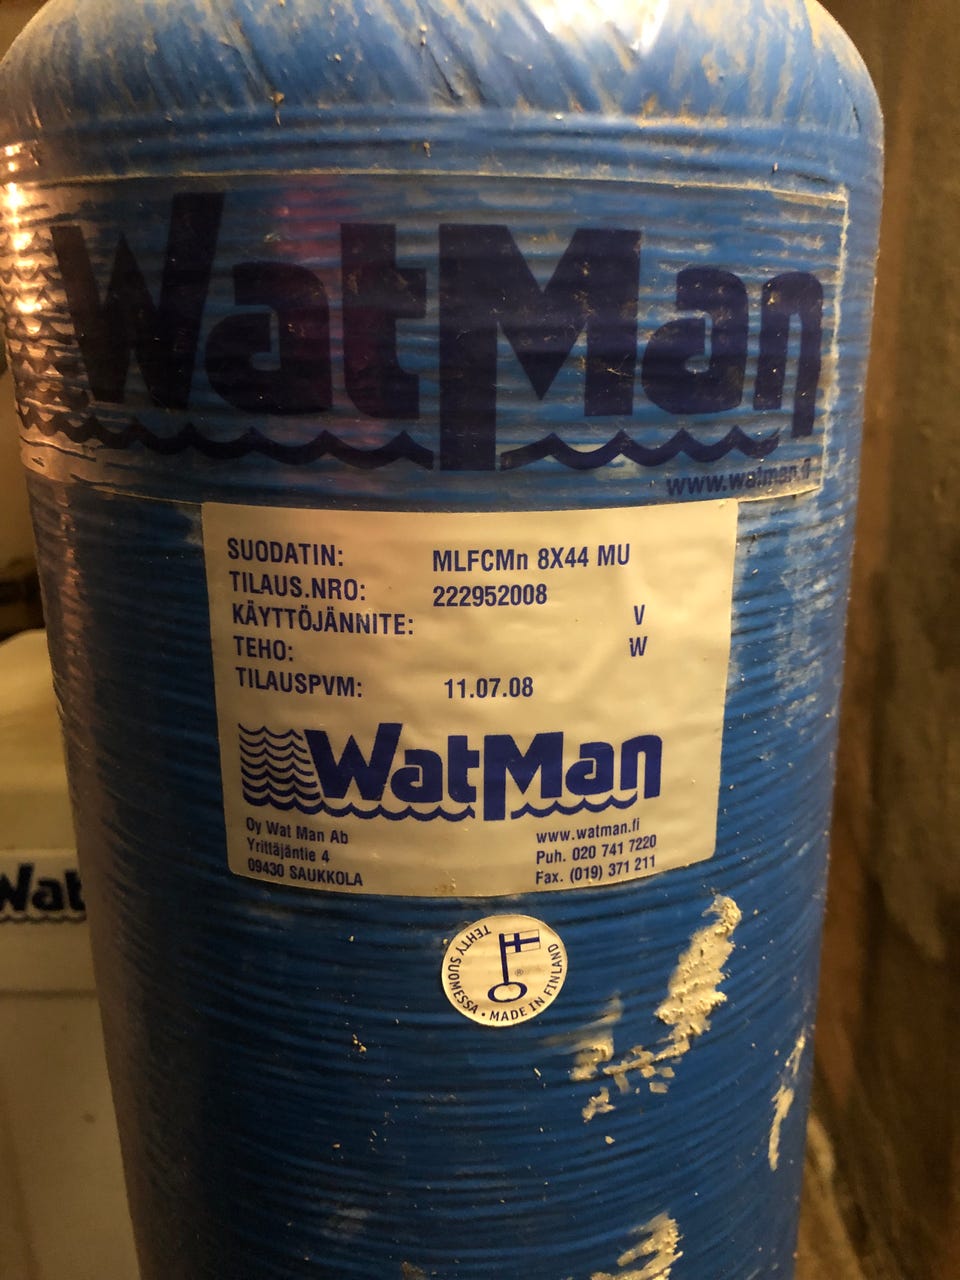 WatMan
www.watman.fi
SUODATIN: MLFCMn 8X44 MU
TILAUS.NRO: 222952008
KÄYTTÖJÄNNITE: V
TEHO: W
TILAUSPVM: 11.07.08
WatMan
Oy Wat Man Ab
Yrittäjäntie 4
09430 SAUKKOLA
www.watman.fi
Puh. 020 741 7220
Fax. (019) 371 211
TEHTY SUOMESSA • MADE IN FINLAND
®
Wat